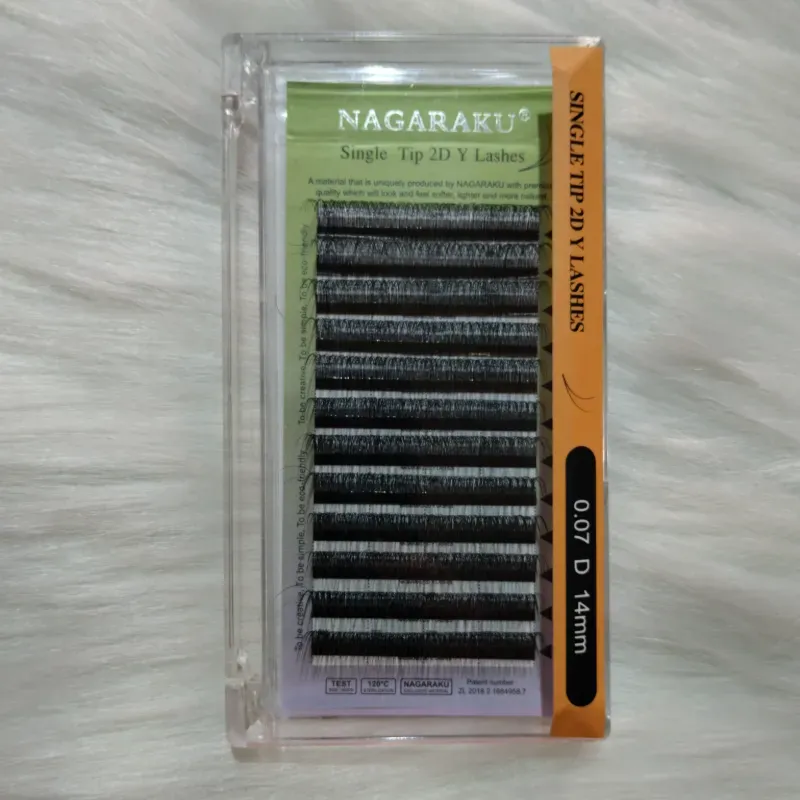 NAGARAKU®
Single Tip 2D Y Lashes
A material that is uniquely produced by NAGARAKU with premium
quality which will look and feel softer, lighter and more natural
To be creative. To be simple. To be eco-friendly
To be creative. To be simple. To be eco-friendly.
SINGLE TIP 2D Y LASHES
0.07 D 14mm
TEST
120°C
NAGARAKU
Patent number